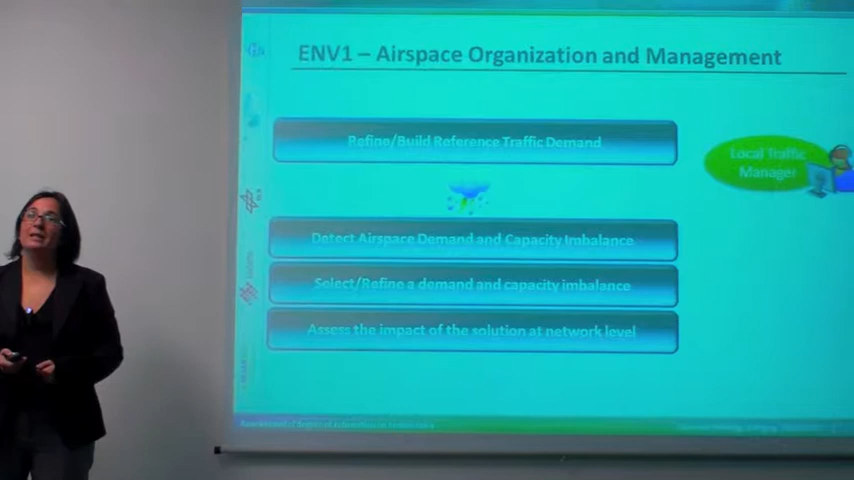 ENV1 – Airspace Organization and Management
Refine/Build Reference Traffic Demand
Local Traffic
Manager
Detect Airspace Demand and Capacity Imbalance
Select/Refine a demand and capacity imbalance
Assess the impact of the solution at network level